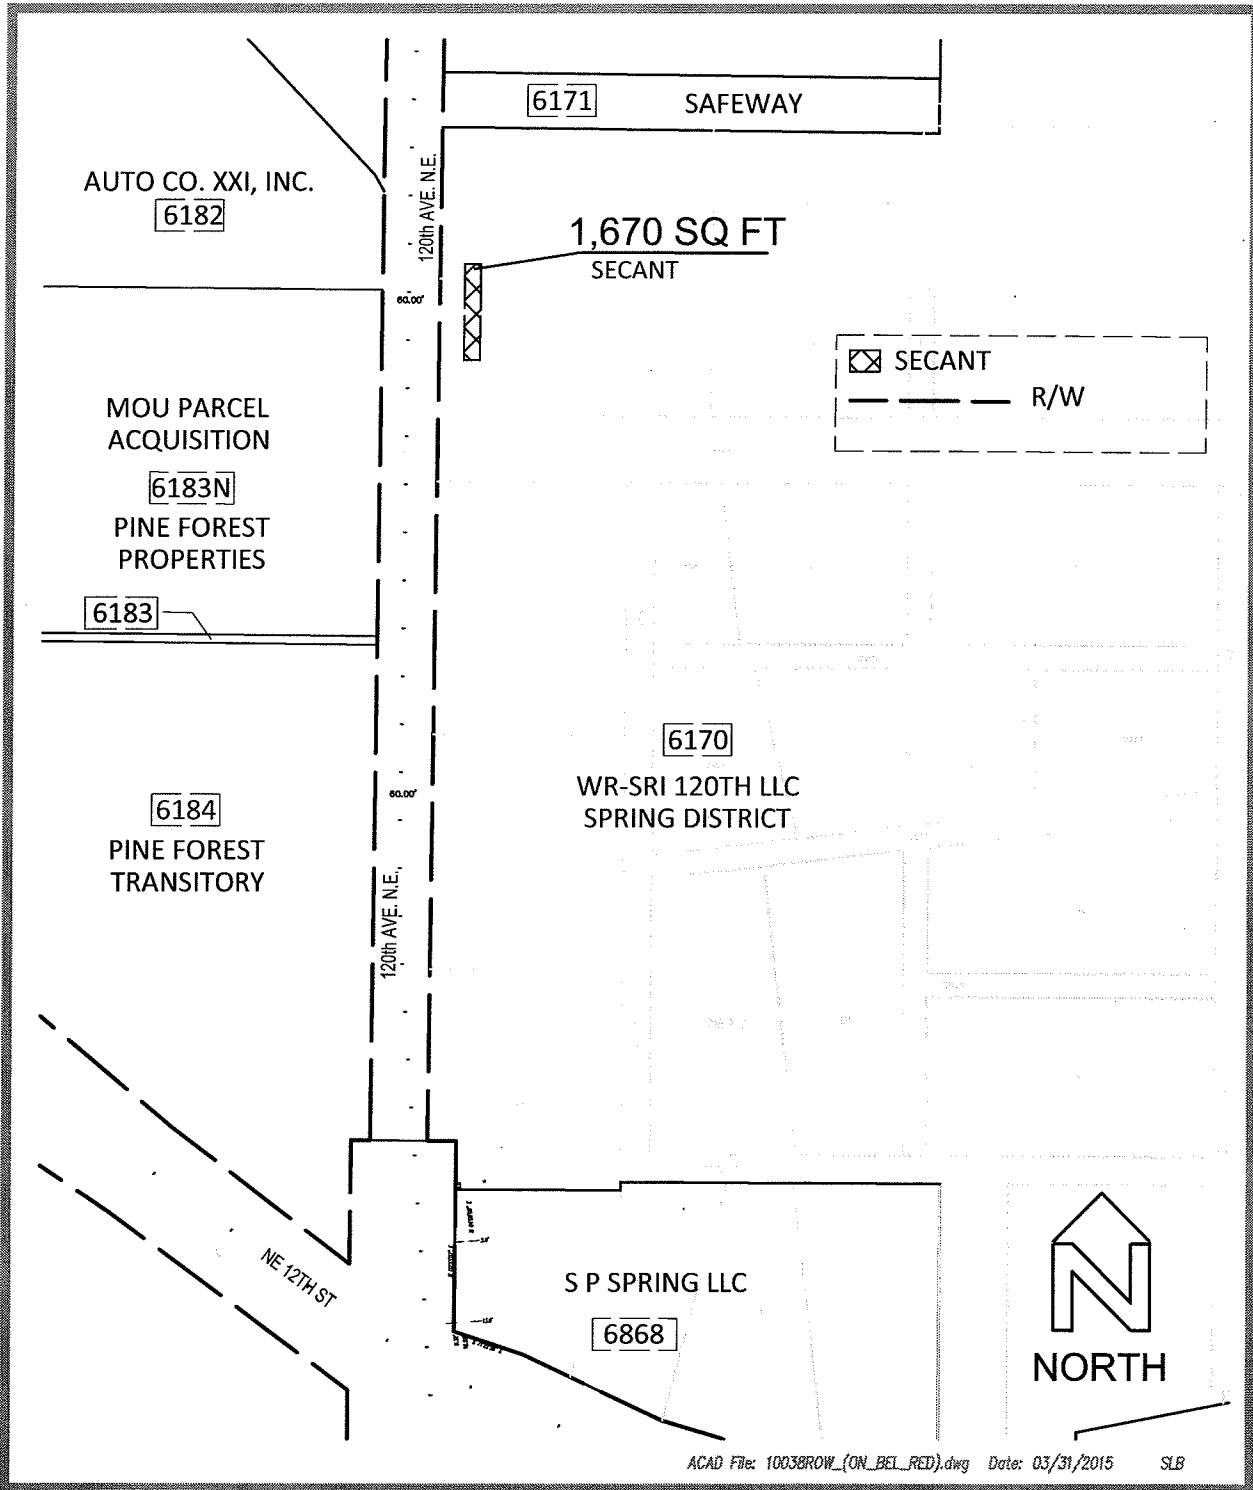 6171 SAFEWAY
AUTO CO. XXI, INC.
6182
120th AVE. N.E.
1,670 SQ FT
SECANT
60.00'
SECANT
R/W
MOU PARCEL
ACQUISITION
6183N
PINE FOREST
PROPERTIES
6183
6170
WR-SRI 120TH LLC
SPRING DISTRICT
60.00'
6184
PINE FOREST
TRANSITORY
120th AVE. N.E.
NE 12TH ST
S P SPRING LLC
6868
NORTH
ACAD File: 10038ROW_(ON_BEL_RED).dwg Date: 03/31/2015 SLB